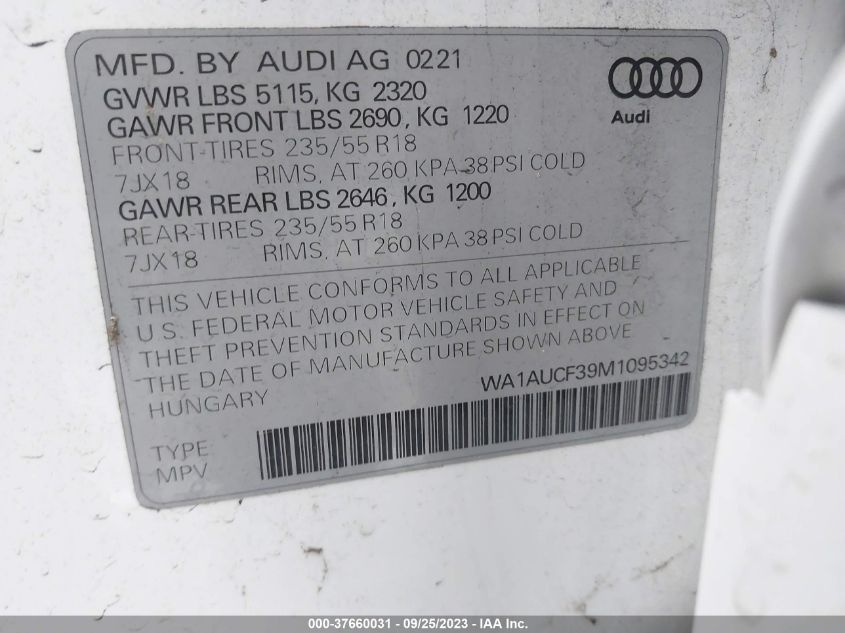 MFD. BY AUDI AG 0221
GVWR LBS 5115, KG 2320
GAWR FRONT LBS 2690, KG 1220
FRONT-TIRES 235/55 R18
7JX18 RIMS, AT 260 KPA 38 PSI COLD
GAWR REAR LBS 2646, KG 1200
REAR-TIRES 235/55 R18
7JX18 RIMS, AT 260 KPA 38 PSI COLD
Audi
THIS VEHICLE CONFORMS TO ALL APPLICABLE
U.S. FEDERAL MOTOR VEHICLE SAFETY AND
THEFT PREVENTION STANDARDS IN EFFECT ON
THE DATE OF MANUFACTURE SHOWN ABOVE
HUNGARY WA1AUCF39M1095342
TYPE
MPV
000-37660031 - 09/25/2023 - IAA Inc.